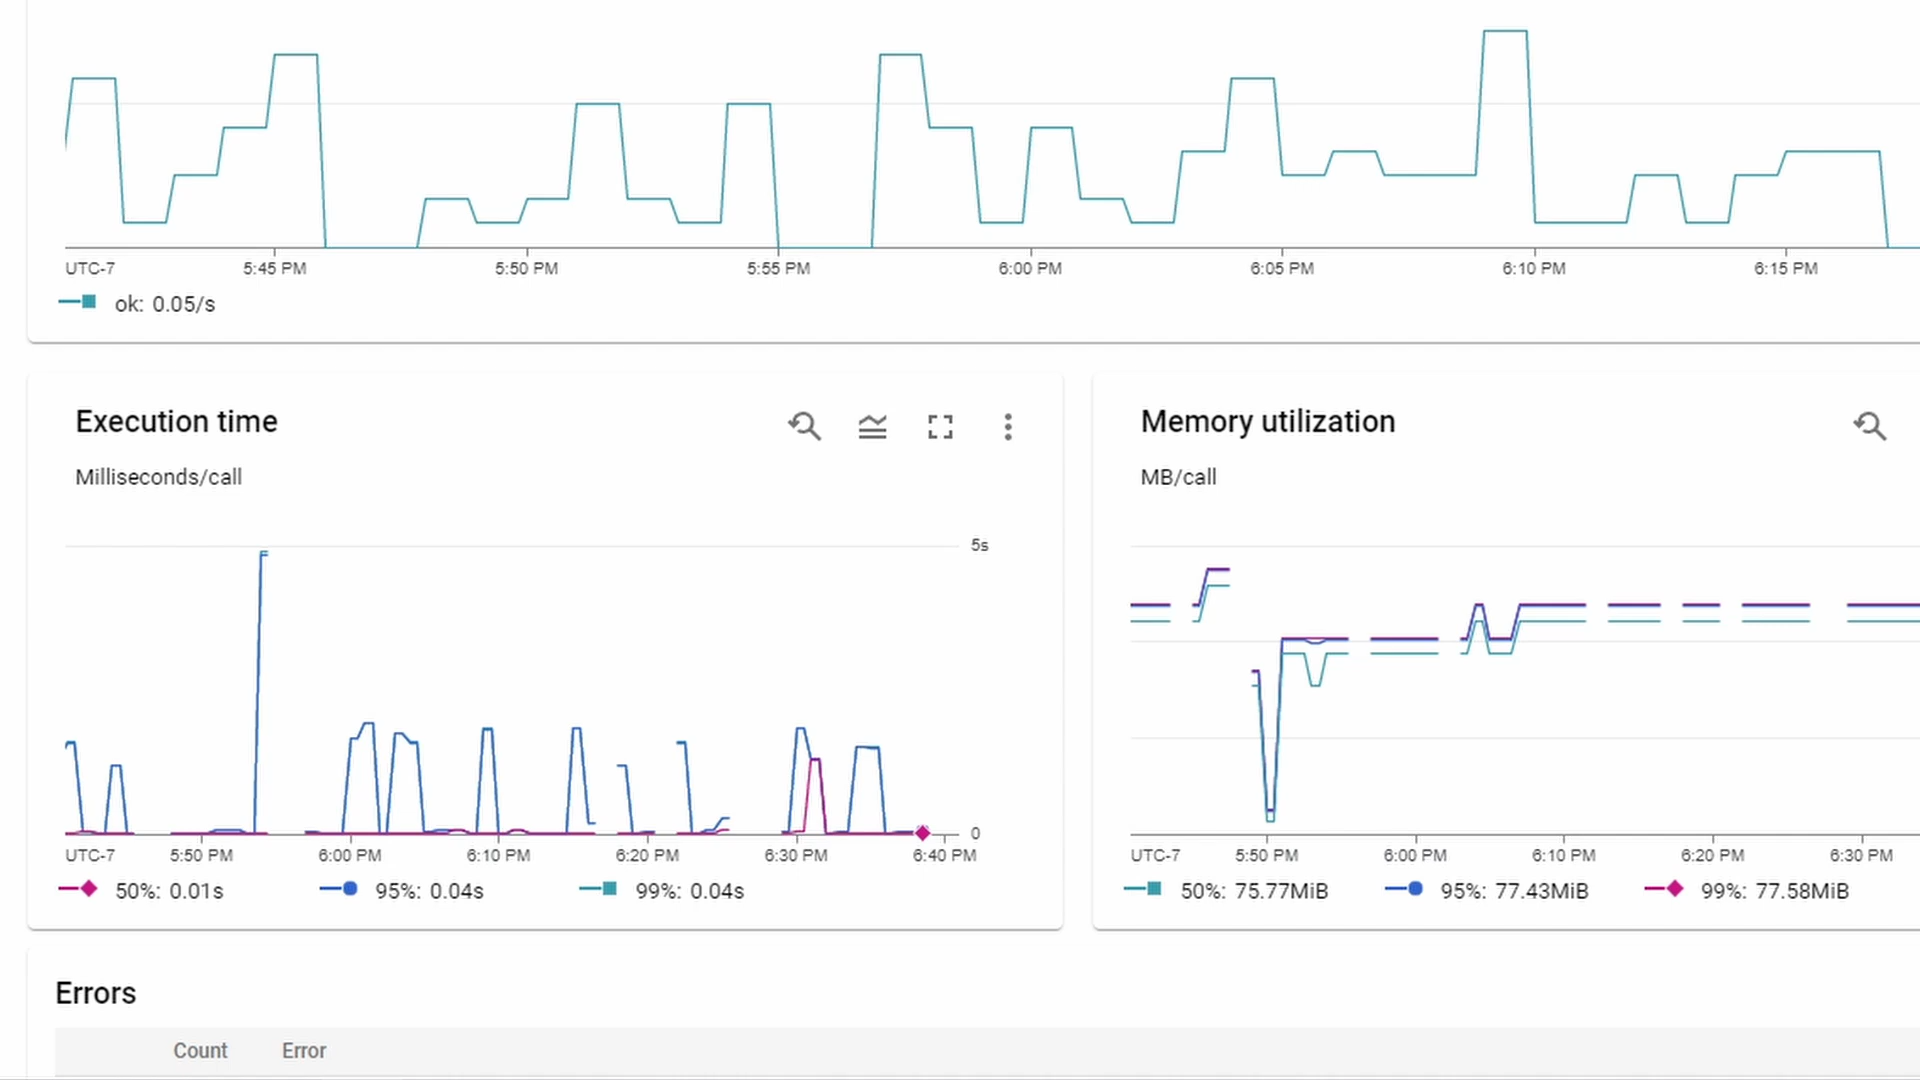 UTC-7 5:45 PM 5:50 PM 5:55 PM 6:00 PM 6:05 PM 6:10 PM 6:15 PM
ok: 0.05/s
Execution time
Milliseconds/call
5s
0
UTC-7 5:50 PM 6:00 PM 6:10 PM 6:20 PM 6:30 PM 6:40 PM
50%: 0.01s 95%: 0.04s 99%: 0.04s
Memory utilization
MB/call
UTC-7 5:50 PM 6:00 PM 6:10 PM 6:20 PM 6:30 PM
50%: 75.77MiB 95%: 77.43MiB 99%: 77.58MiB
Errors
Count Error